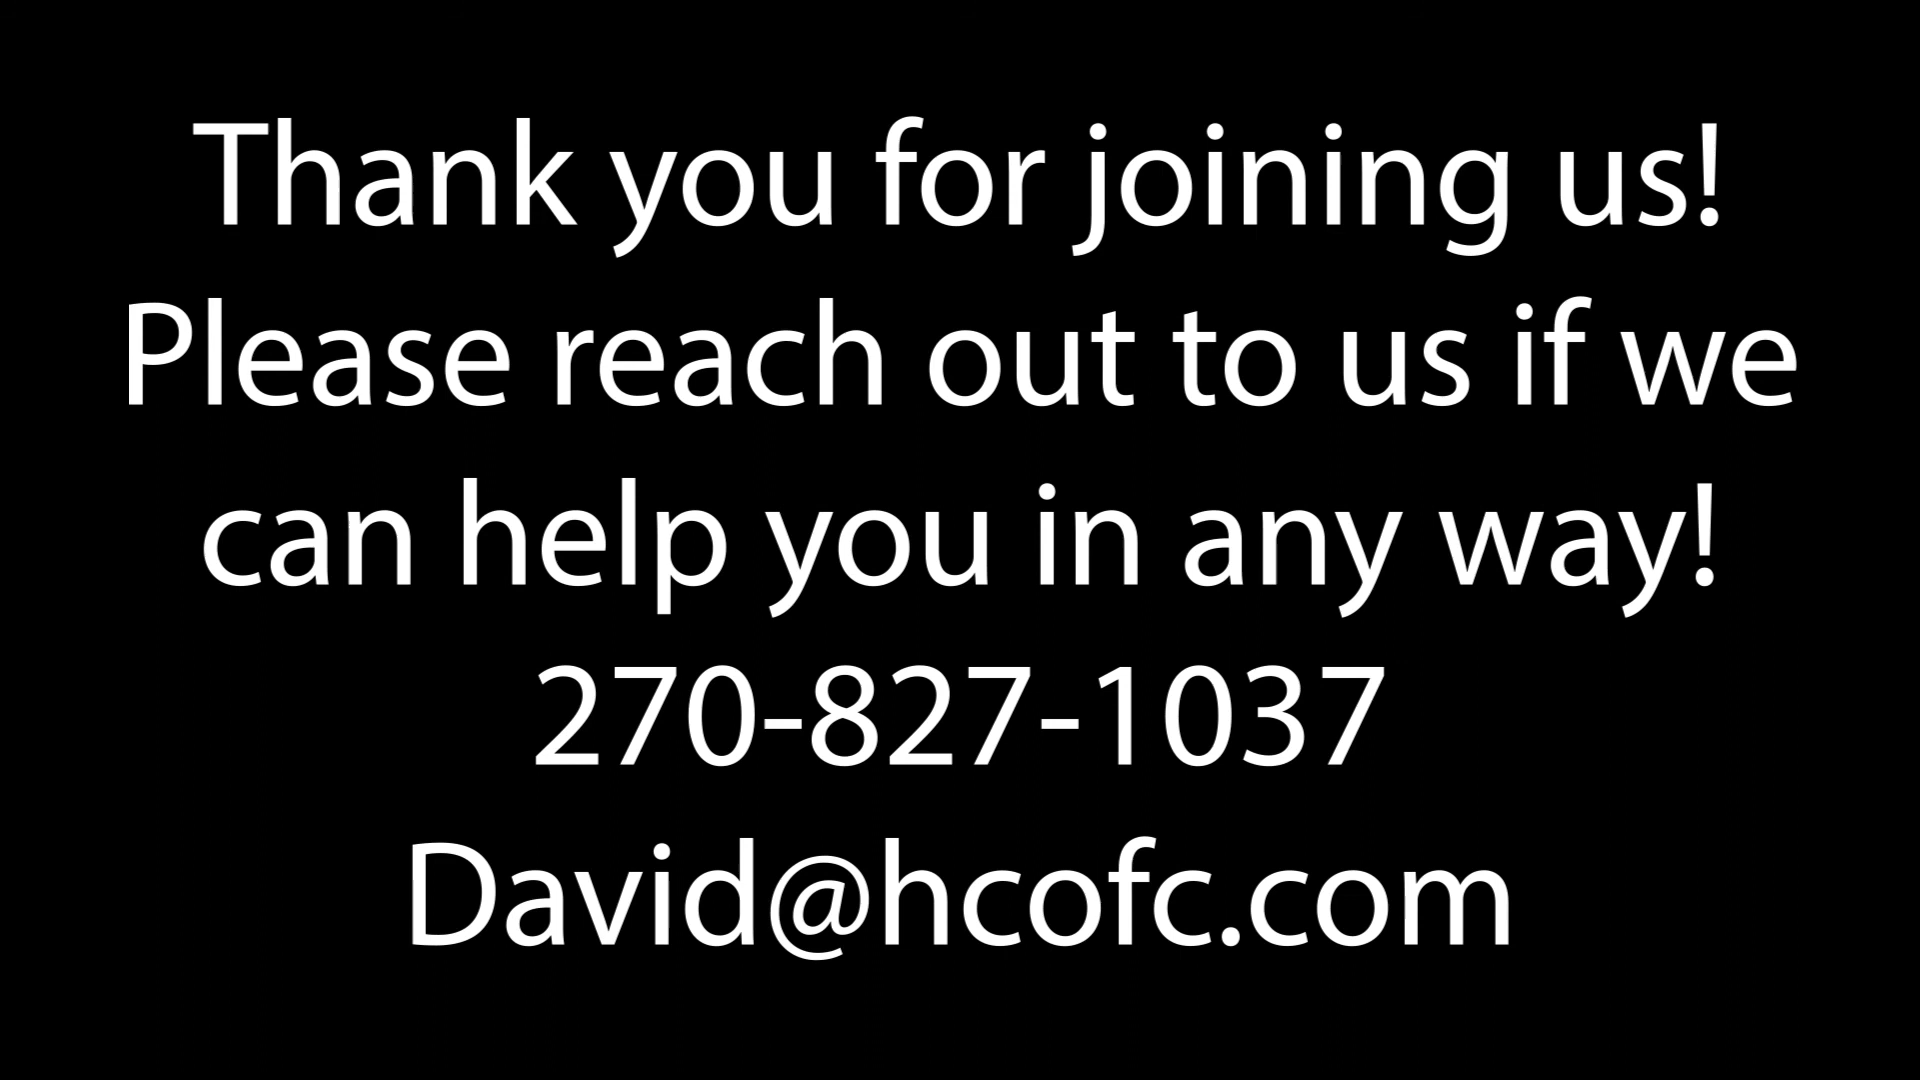 Thank you for joining us!
Please reach out to us if we
can help you in any way!
270-827-1037
David@hcofc.com